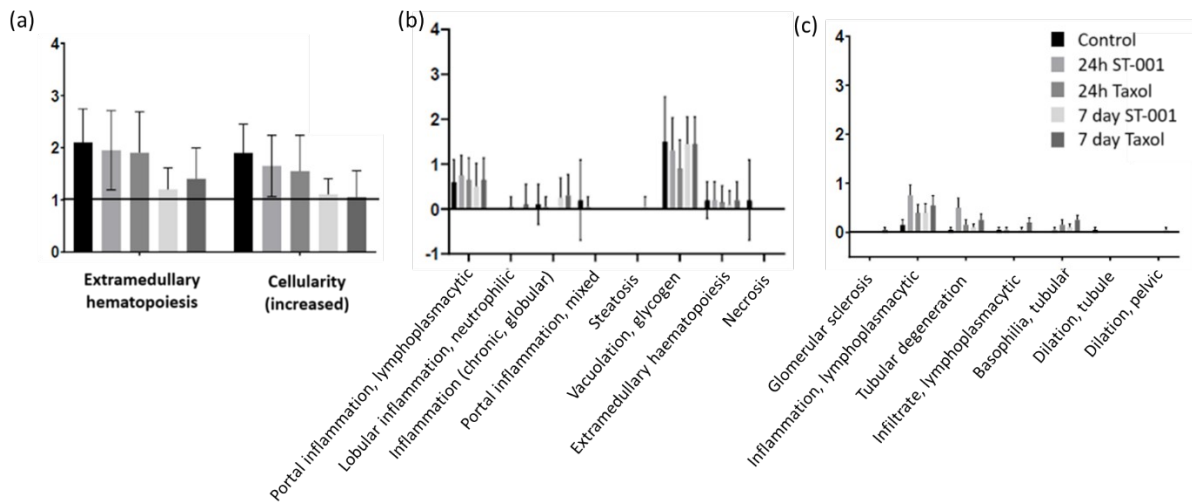 (a)
4
3
2
1
0
Extramedullary
hematopoiesis
Cellularity
(increased)
(b)
4
3
2
1
0
-1
Portal inflammation, lymphoplasmacytic
Lobular inflammation, neutrophilic
Inflammation (chronic, globular)
Portal inflammation, mixed
Steatosis
Vacuolation, glycogen
Extramedullary haematopoiesis
Necrosis
(c)
4
3
2
1
0
Control
24h ST-001
24h Taxol
7 day ST-001
7 day Taxol
Glomerular sclerosis
Inflammation, lymphoplasmacytic
Tubular degeneration
Infiltrate, lymphoplasmacytic
Basophilia, tubular
Dilation, tubule
Dilation, pelvic